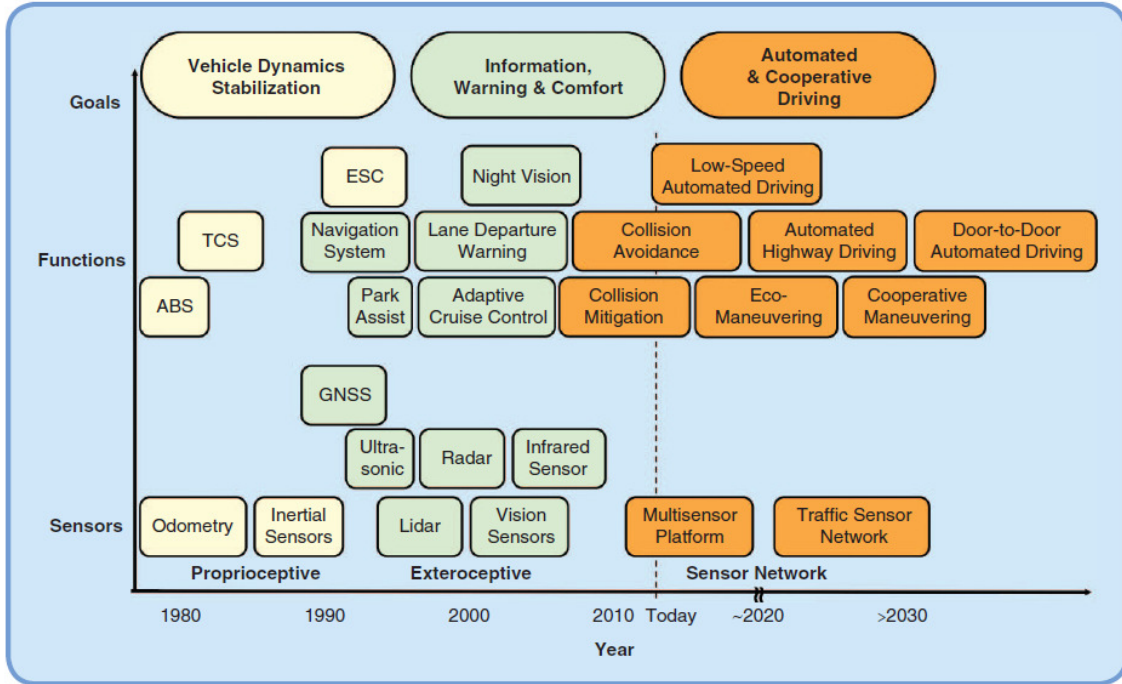 Goals
Vehicle Dynamics
Stabilization
Information,
Warning & Comfort
Automated
& Cooperative
Driving
Functions
ESC
Night Vision
Low-Speed
Automated Driving
TCS
Navigation
System
Lane Departure
Warning
Collision
Avoidance
Automated
Highway Driving
Door-to-Door
Automated Driving
ABS
Park
Assist
Adaptive
Cruise Control
Collision
Mitigation
Eco-
Maneuvering
Cooperative
Maneuvering
GNSS
Ultra-
sonic
Radar
Infrared
Sensor
Sensors
Odometry
Inertial
Sensors
Lidar
Vision
Sensors
Multisensor
Platform
Traffic Sensor
Network
Proprioceptive
Exteroceptive
Sensor Network
1980
1990
2000
2010
Today
~2020
>2030
Year